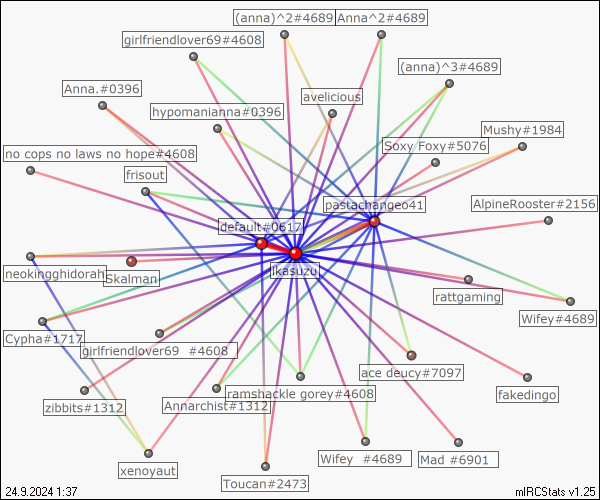 (anna)^2#4689 Anna^2#4689
girlfriendlover69#4608
(anna)^3#4689
Anna.#0396
avelicious
hypomanianna#0396
Mushy#1984
no cops no laws no hope#4608
Soxy Foxy#5076
frisout
pastachangeo41
AlpineRooster#2156
default#0617
ikasuzu
neokingghidorah
Skalman
rattgaming
Wifey#4689
Cypha#1717
girlfriendlover69 #4608
ace deucy#7097
ramshackle gorey#4608
fakedingo
zibbits#1312
Annarchist#1312
xenoyaut
Wifey #4689
Mad #6901
Toucan#2473
24.9.2024 1:37
mIRCStats v1.25